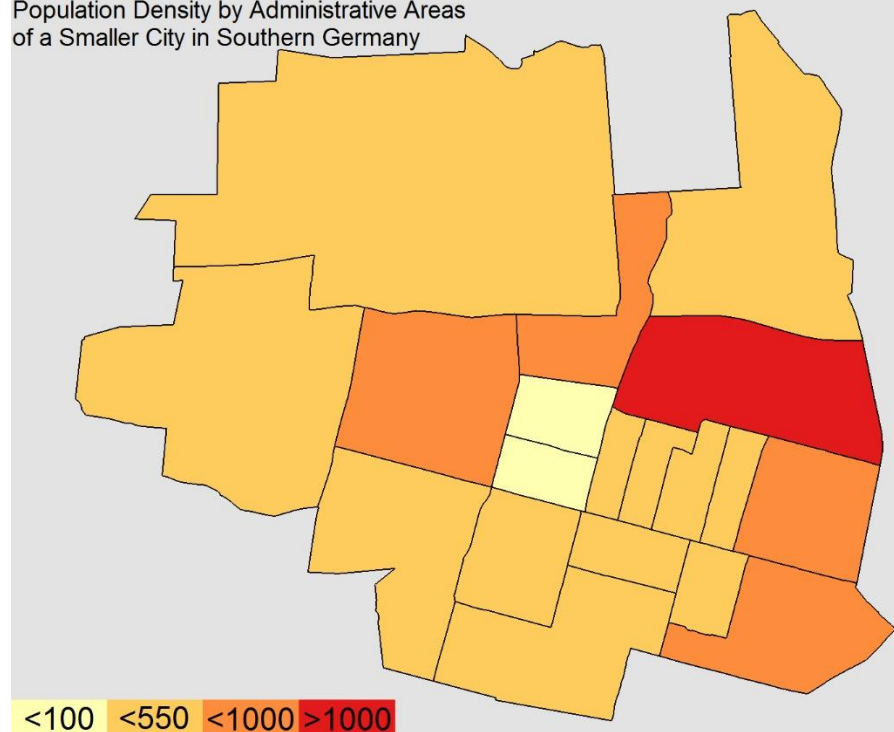 Population Density by Administrative Areas
of a Smaller City in Southern Germany
<100 <550 <1000 >1000